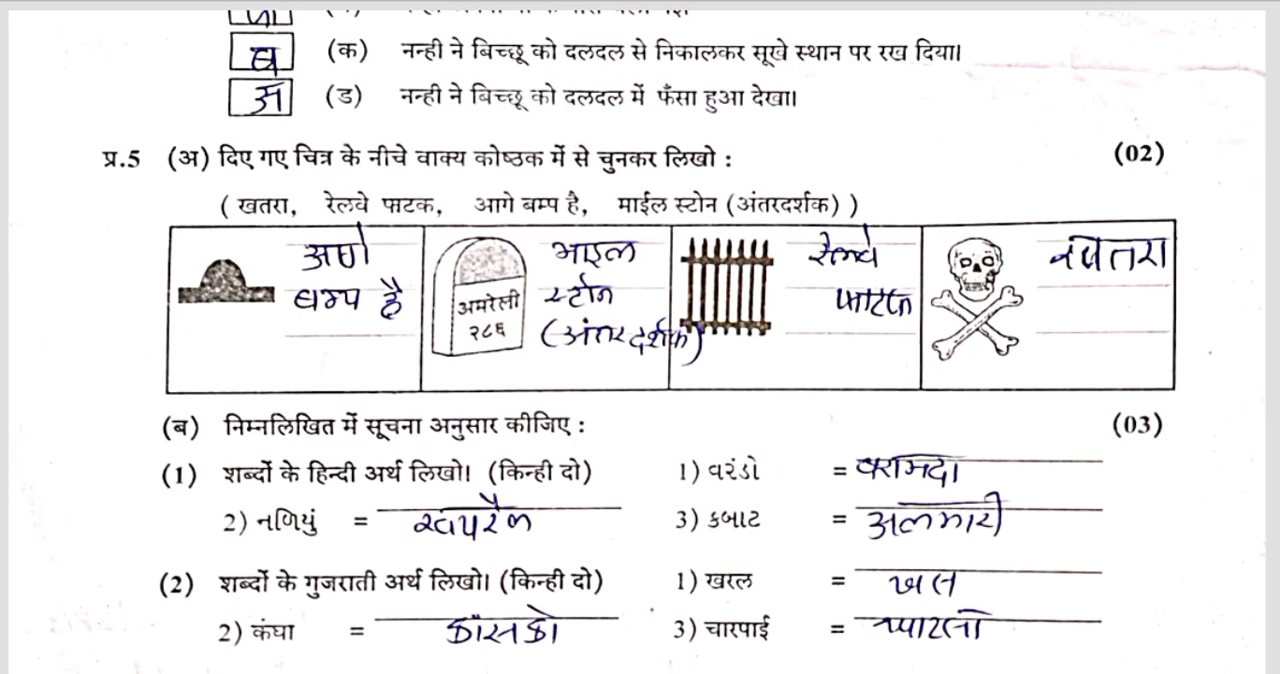 ब (क) नन्ही ने बिच्छू को दलदल से निकालकर सूखे स्थान पर रख दिया।
अ (ड) नन्ही ने बिच्छू को दलदल में फँसा हुआ देखा।
प्र.5 (अ) दिए गए चित्र के नीचे वाक्य कोष्ठक में से चुनकर लिखो : (02)
( खतरा, रेलवे फाटक, आगे बम्प है, माईल स्टोन (अंतरदर्शक) )
आगे
बम्प है
अमरेली
२८६
माइल
स्टोन
(अंतरदर्शक)
रेल्वे
फाटक
खतरा
(ब) निम्नलिखित में सूचना अनुसार कीजिए : (03)
(1) शब्दों के हिन्दी अर्थ लिखो। (किन्ही दो) 1) વરંડો = बरामदा
2) નળિયું = खपरैल 3) કબાટ = अलमारी
(2) शब्दों के गुजराती अर्थ लिखो। (किन्ही दो) 1) खरल = ખલ
2) कंघा = કાંસકો 3) चारपाई = ખાટલો